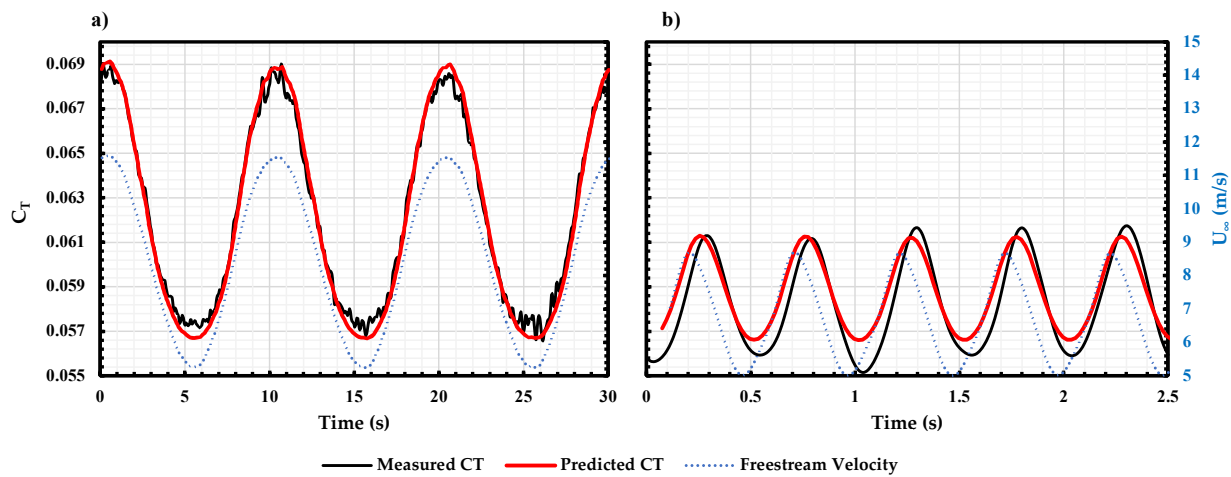 a)
b)
0.069
0.067
0.065
0.063
0.061
0.059
0.057
0.055
C_T
0 5 10 15 20 25 30
Time (s)
15
14
13
12
11
10
9
8
7
6
5
U_∞ (m/s)
0 0.5 1 1.5 2 2.5
Time (s)
Measured CT Predicted CT Freestream Velocity